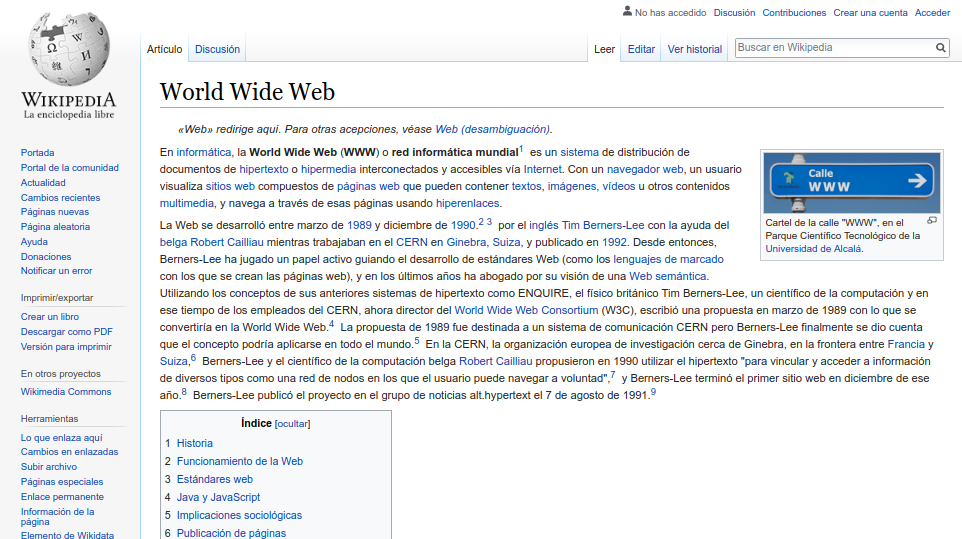 No has accedido Discusión Contribuciones Crear una cuenta Acceder
Artículo Discusión Leer Editar Ver historial Buscar en Wikipedia
WIKIPEDIA
La enciclopedia libre
Portada
Portal de la comunidad
Actualidad
Cambios recientes
Páginas nuevas
Página aleatoria
Ayuda
Donaciones
Notificar un error
Imprimir/exportar
Crear un libro
Descargar como PDF
Versión para imprimir
En otros proyectos
Wikimedia Commons
Herramientas
Lo que enlaza aquí
Cambios en enlazadas
Subir archivo
Páginas especiales
Enlace permanente
Información de la
página
Elemento de Wikidata
World Wide Web
«Web» redirige aquí. Para otras acepciones, véase Web (desambiguación).
En informática, la World Wide Web (WWW) o red informática mundial1 es un sistema de distribución de
documentos de hipertexto o hipermedia interconectados y accesibles vía Internet. Con un navegador web, un usuario
visualiza sitios web compuestos de páginas web que pueden contener textos, imágenes, vídeos u otros contenidos
multimedia, y navega a través de esas páginas usando hiperenlaces.
La Web se desarrolló entre marzo de 1989 y diciembre de 1990.2 3 por el inglés Tim Berners-Lee con la ayuda del
belga Robert Cailliau mientras trabajaban en el CERN en Ginebra, Suiza, y publicado en 1992. Desde entonces,
Berners-Lee ha jugado un papel activo guiando el desarrollo de estándares Web (como los lenguajes de marcado
con los que se crean las páginas web), y en los últimos años ha abogado por su visión de una Web semántica.
Utilizando los conceptos de sus anteriores sistemas de hipertexto como ENQUIRE, el físico británico Tim Berners-Lee, un científico de la computación y en
ese tiempo de los empleados del CERN, ahora director del World Wide Web Consortium (W3C), escribió una propuesta en marzo de 1989 con lo que se
convertiría en la World Wide Web.4 La propuesta de 1989 fue destinada a un sistema de comunicación CERN pero Berners-Lee finalmente se dio cuenta
que el concepto podría aplicarse en todo el mundo.5 En la CERN, la organización europea de investigación cerca de Ginebra, en la frontera entre Francia y
Suiza,6 Berners-Lee y el científico de la computación belga Robert Cailliau propusieron en 1990 utilizar el hipertexto "para vincular y acceder a información
de diversos tipos como una red de nodos en los que el usuario puede navegar a voluntad",7 y Berners-Lee terminó el primer sitio web en diciembre de ese
año.8 Berners-Lee publicó el proyecto en el grupo de noticias alt.hypertext el 7 de agosto de 1991.9
Calle
WWW
Cartel de la calle "WWW", en el
Parque Científico Tecnológico de la
Universidad de Alcalá.
Índice [ocultar]
1 Historia
2 Funcionamiento de la Web
3 Estándares web
4 Java y JavaScript
5 Implicaciones sociológicas
6 Publicación de páginas